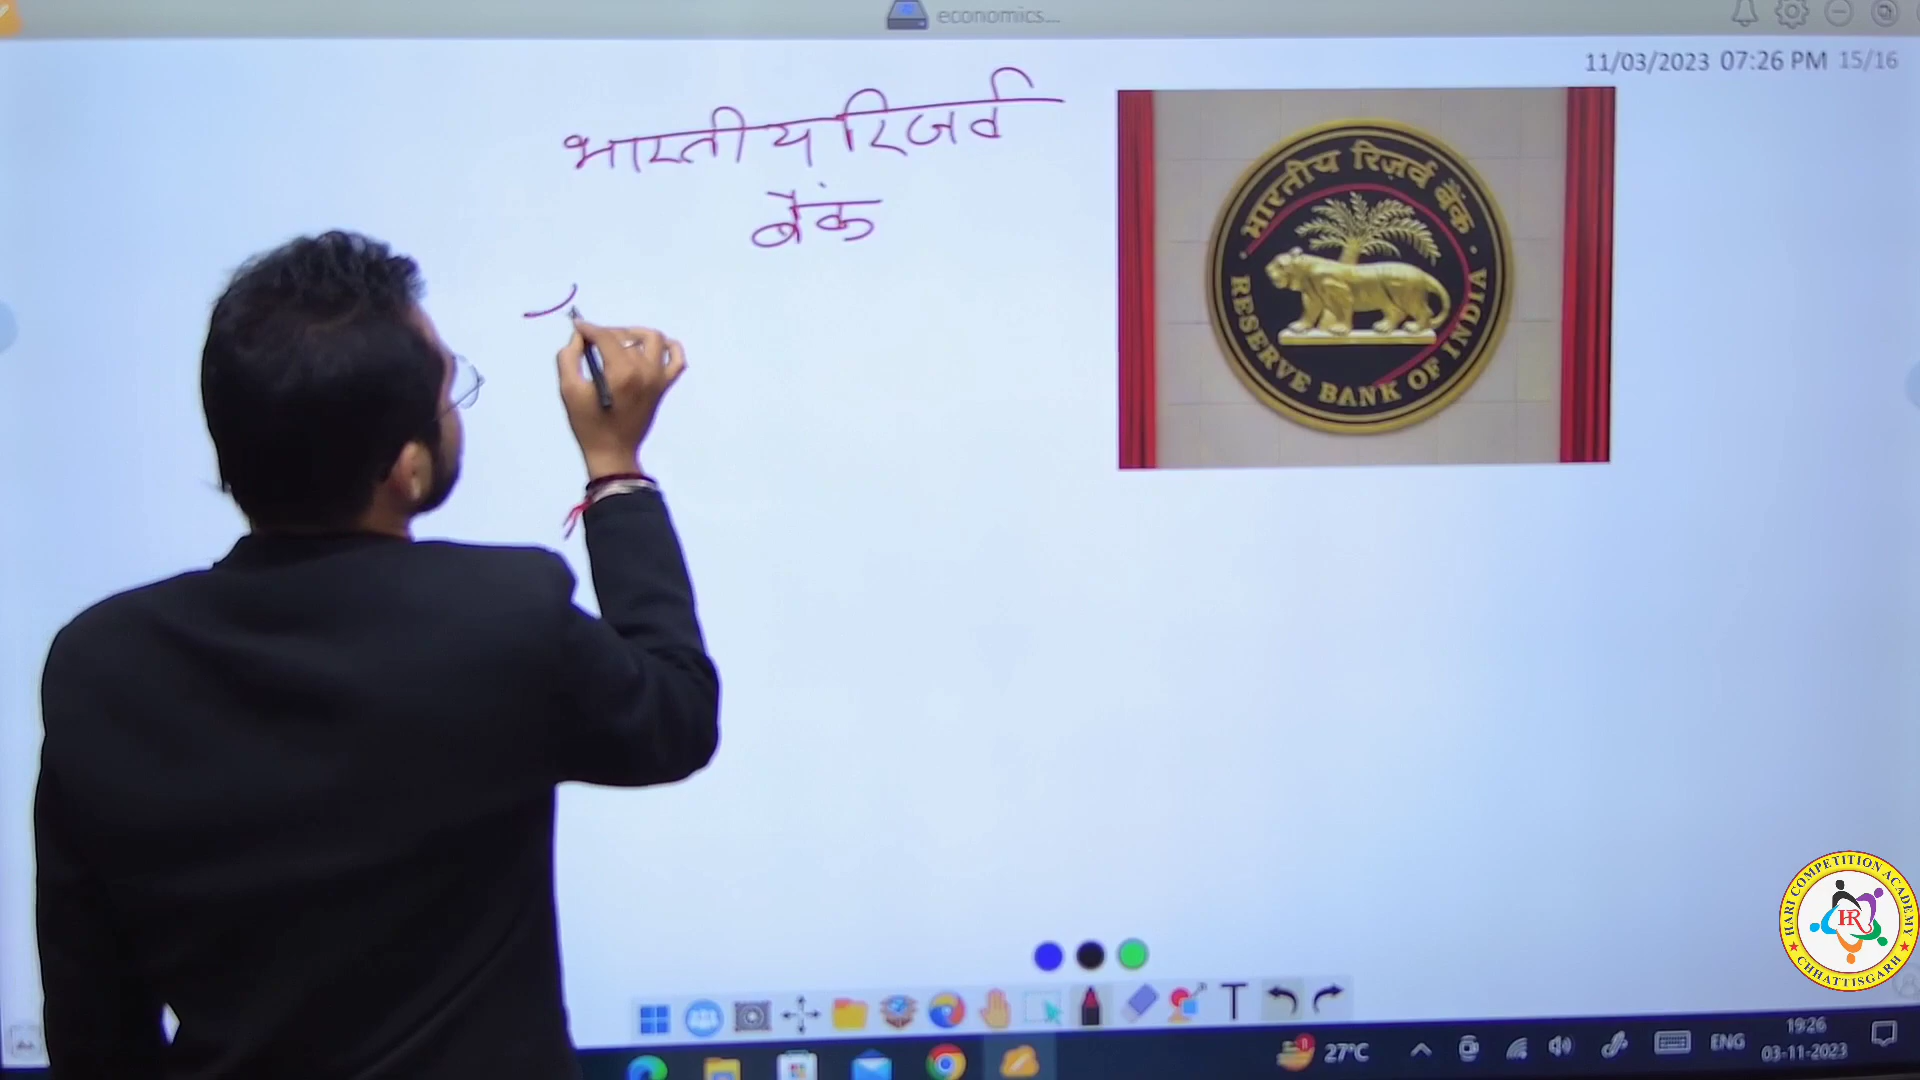 economics...
11/03/2023 07:26 PM 15/16
भारतीय रिजर्व
बैंक
भारतीय रिज़र्व बैंक
RESERVE BANK OF INDIA
HARI COMPETITION ACADEMY
HR
CHHATTISGARH
T
27°C
ENG
19:26
03-11-2023